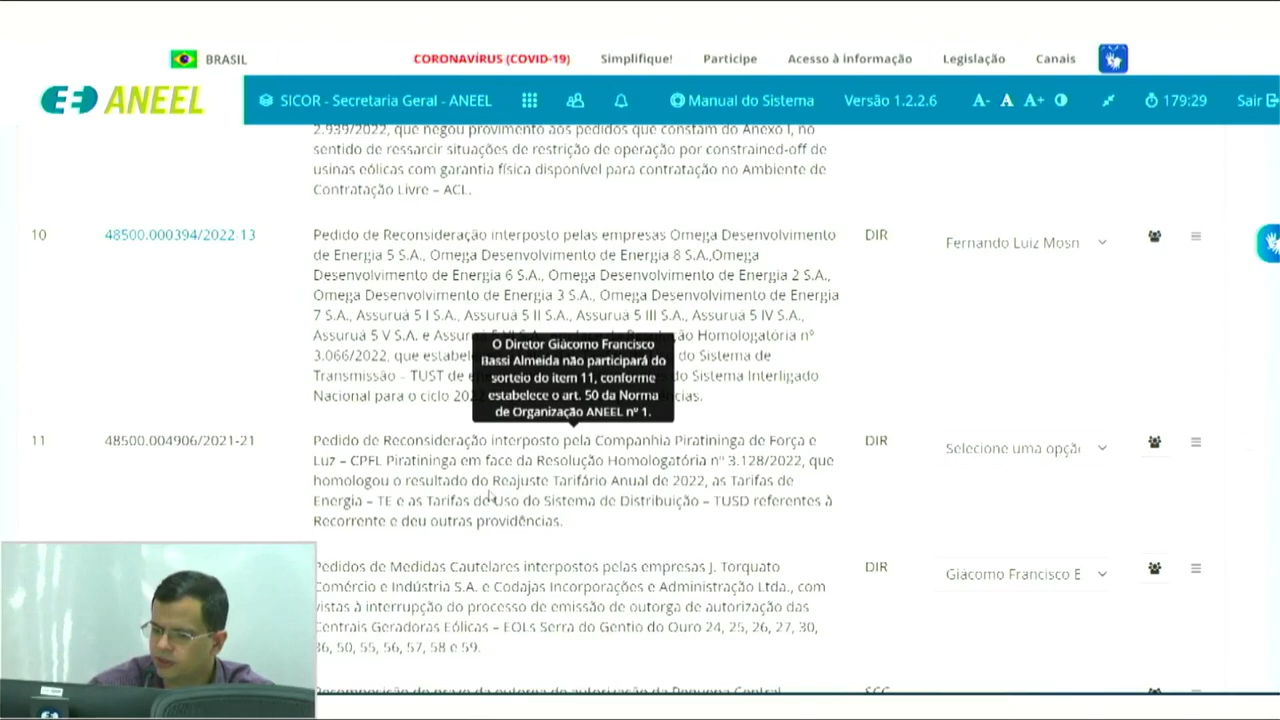 BRASIL
CORONAVÍRUS (COVID-19) Simplifique! Participe Acesso à informação Legislação Canais
ANEEL
SICOR - Secretaria Geral - ANEEL Manual do Sistema Versão 1.2.2.6 A- A A+ 179:29 Sair
2.939/2022, que negou provimento aos pedidos que constam do Anexo I, no
sentido de ressarcir situações de restrição de operação por constrained-off de
usinas eólicas com garantia física disponível para contratação no Ambiente de
Contratação Livre – ACL.
10 48500.000394/2022-13 Pedido de Reconsideração interposto pelas empresas Omega Desenvolvimento DIR Fernando Luiz Mosn
de Energia 5 S.A., Omega Desenvolvimento de Energia 8 S.A.,Omega
Desenvolvimento de Energia 6 S.A., Omega Desenvolvimento de Energia 2 S.A.,
Omega Desenvolvimento de Energia 3 S.A., Omega Desenvolvimento de Energia
7 S.A., Assuruá 5 I S.A., Assuruá 5 II S.A., Assuruá 5 III S.A., Assuruá 5 IV S.A.,
Assuruá 5 V S.A. e Assuruá 5 Homologatória nº
3.066/2022, que do Sistema de
Transmissão – TUST de do Sistema Interligado
Nacional para o ciclo
O Diretor Giácomo Francisco
Bassi Almeida não participará do
sorteio do item 11, conforme
estabelece o art. 50 da Norma
de Organização ANEEL nº 1.
11 48500.004906/2021-21 Pedido de Reconsideração interposto pela Companhia Piratininga de Força e DIR Selecione uma opçã
Luz – CPFL Piratininga em face da Resolução Homologatória nº 3.128/2022, que
homologou o resultado do Reajuste Tarifário Anual de 2022, as Tarifas de
Energia – TE e as Tarifas de Uso do Sistema de Distribuição – TUSD referentes à
Recorrente e deu outras providências.
Pedidos de Medidas Cautelares interpostos pelas empresas J. Torquato DIR Giácomo Francisco B
Comércio e Indústria S.A. e Codajas Incorporações e Administração Ltda., com
vistas à interrupção do processo de emissão de outorga de autorização das
Centrais Geradoras Eólicas – EOLs Serra do Gentio do Ouro 24, 25, 26, 27, 30,
36, 50, 55, 56, 57, 58 e 59.